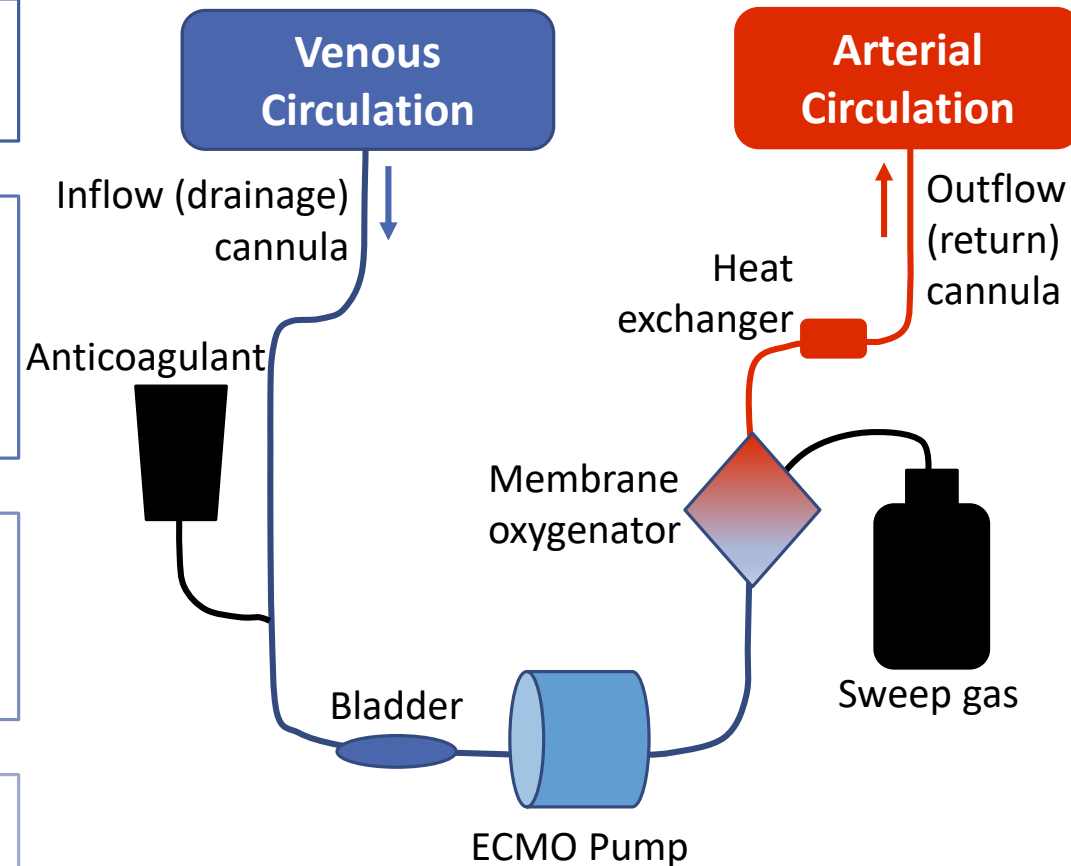 Venous
Circulation
Arterial
Circulation
Inflow (drainage)
cannula
Outflow
(return)
cannula
Heat
exchanger
Anticoagulant
Membrane
oxygenator
Sweep gas
Bladder
ECMO Pump